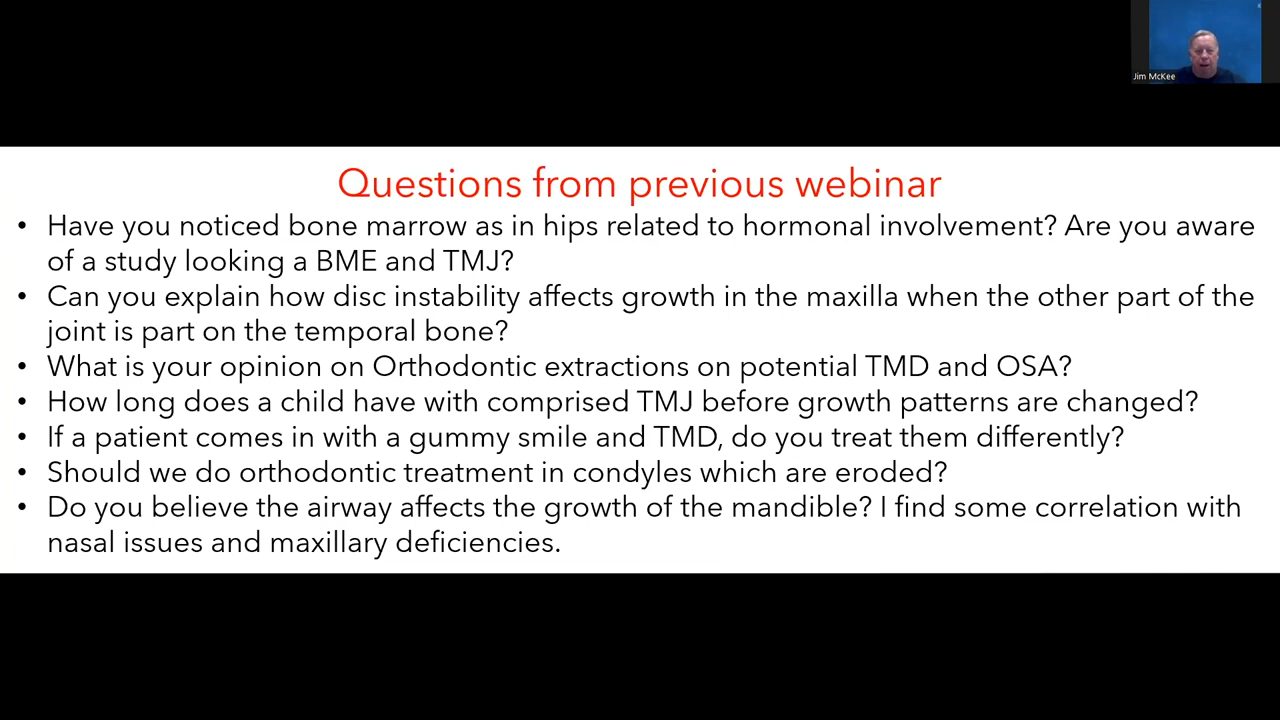 Jim McKee
Questions from previous webinar
• Have you noticed bone marrow as in hips related to hormonal involvement? Are you aware
of a study looking a BME and TMJ?
• Can you explain how disc instability affects growth in the maxilla when the other part of the
joint is part on the temporal bone?
• What is your opinion on Orthodontic extractions on potential TMD and OSA?
• How long does a child have with comprised TMJ before growth patterns are changed?
• If a patient comes in with a gummy smile and TMD, do you treat them differently?
• Should we do orthodontic treatment in condyles which are eroded?
• Do you believe the airway affects the growth of the mandible? I find some correlation with
nasal issues and maxillary deficiencies.